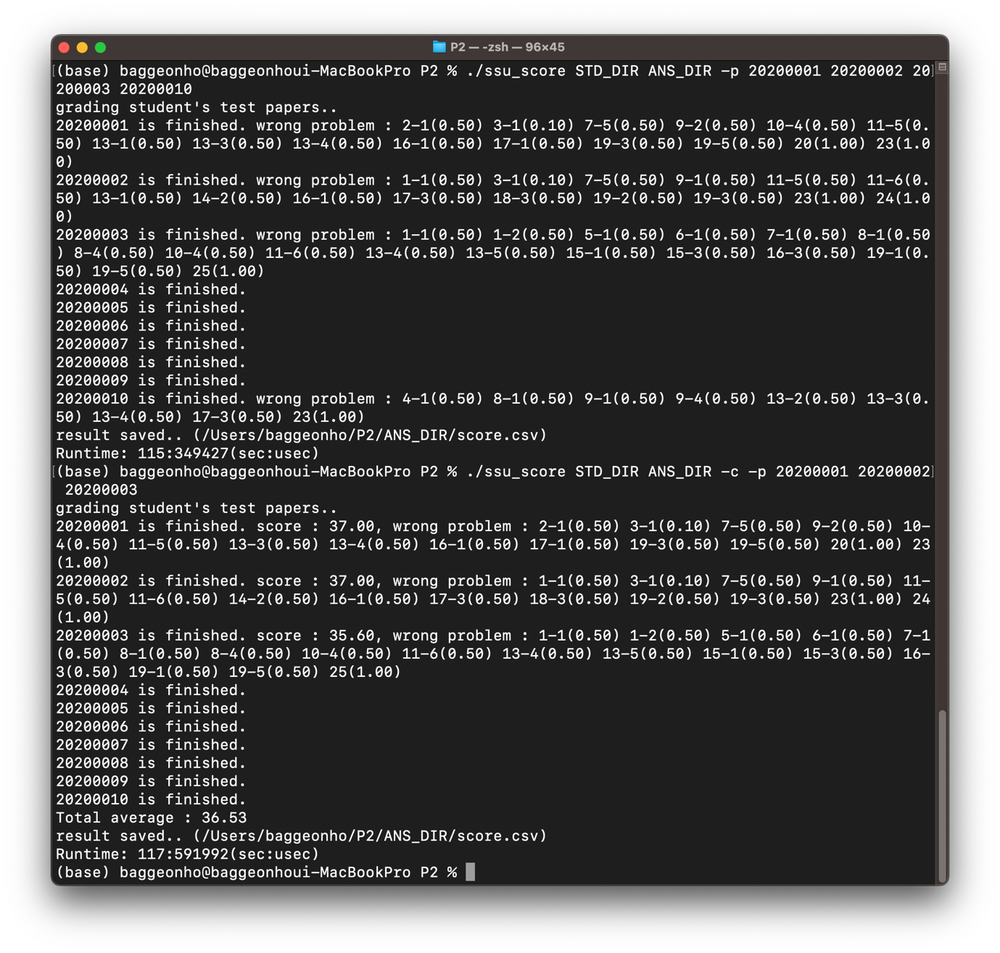 P2 — -zsh — 96×45
(base) baggeonho@baggeonhoui-MacBookPro P2 % ./ssu_score STD_DIR ANS_DIR -p 20200001 20200002 20
200003 20200010
grading student's test papers..
20200001 is finished. wrong problem : 2-1(0.50) 3-1(0.10) 7-5(0.50) 9-2(0.50) 10-4(0.50) 11-5(0.
50) 13-1(0.50) 13-3(0.50) 13-4(0.50) 16-1(0.50) 17-1(0.50) 19-3(0.50) 19-5(0.50) 20(1.00) 23(1.0
0)
20200002 is finished. wrong problem : 1-1(0.50) 3-1(0.10) 7-5(0.50) 9-1(0.50) 11-5(0.50) 11-6(0.
50) 13-1(0.50) 14-2(0.50) 16-1(0.50) 17-3(0.50) 18-3(0.50) 19-2(0.50) 19-3(0.50) 23(1.00) 24(1.0
0)
20200003 is finished. wrong problem : 1-1(0.50) 1-2(0.50) 5-1(0.50) 6-1(0.50) 7-1(0.50) 8-1(0.50
) 8-4(0.50) 10-4(0.50) 11-6(0.50) 13-4(0.50) 13-5(0.50) 15-1(0.50) 15-3(0.50) 16-3(0.50) 19-1(0.
50) 19-5(0.50) 25(1.00)
20200004 is finished.
20200005 is finished.
20200006 is finished.
20200007 is finished.
20200008 is finished.
20200009 is finished.
20200010 is finished. wrong problem : 4-1(0.50) 8-1(0.50) 9-1(0.50) 9-4(0.50) 13-2(0.50) 13-3(0.
50) 13-4(0.50) 17-3(0.50) 23(1.00)
result saved.. (/Users/baggeonho/P2/ANS_DIR/score.csv)
Runtime: 115:349427(sec:usec)
(base) baggeonho@baggeonhoui-MacBookPro P2 % ./ssu_score STD_DIR ANS_DIR -c -p 20200001 20200002
20200003
grading student's test papers..
20200001 is finished. score : 37.00, wrong problem : 2-1(0.50) 3-1(0.10) 7-5(0.50) 9-2(0.50) 10-
4(0.50) 11-5(0.50) 13-3(0.50) 13-4(0.50) 16-1(0.50) 17-1(0.50) 19-3(0.50) 19-5(0.50) 20(1.00) 23
(1.00)
20200002 is finished. score : 37.00, wrong problem : 1-1(0.50) 3-1(0.10) 7-5(0.50) 9-1(0.50) 11-
5(0.50) 11-6(0.50) 14-2(0.50) 16-1(0.50) 17-3(0.50) 18-3(0.50) 19-2(0.50) 19-3(0.50) 23(1.00) 24
(1.00)
20200003 is finished. score : 35.60, wrong problem : 1-1(0.50) 1-2(0.50) 5-1(0.50) 6-1(0.50) 7-1
(0.50) 8-1(0.50) 8-4(0.50) 10-4(0.50) 11-6(0.50) 13-4(0.50) 13-5(0.50) 15-1(0.50) 15-3(0.50) 16-
3(0.50) 19-1(0.50) 19-5(0.50) 25(1.00)
20200004 is finished.
20200005 is finished.
20200006 is finished.
20200007 is finished.
20200008 is finished.
20200009 is finished.
20200010 is finished.
Total average : 36.53
result saved.. (/Users/baggeonho/P2/ANS_DIR/score.csv)
Runtime: 117:591992(sec:usec)
(base) baggeonho@baggeonhoui-MacBookPro P2 %